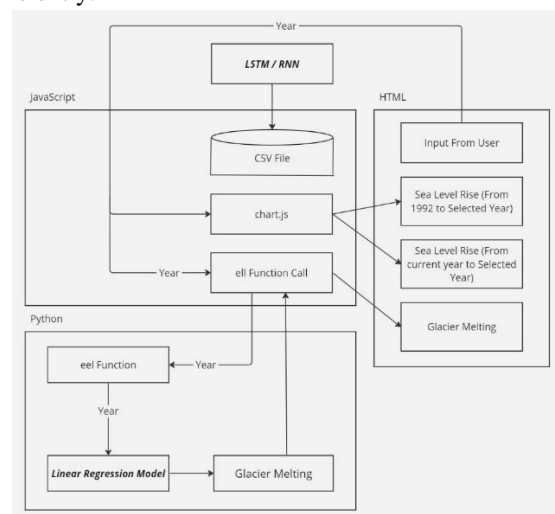 Year
LSTM / RNN
JavaScript
HTML
CSV File
Input From User
chart.js
Sea Level Rise (From
1992 to Selected Year)
Sea Level Rise (From
current year to Selected
Year)
Year
ell Function Call
Glacier Melting
Python
eel Function
Year
Year
Linear Regression Model
Glacier Melting